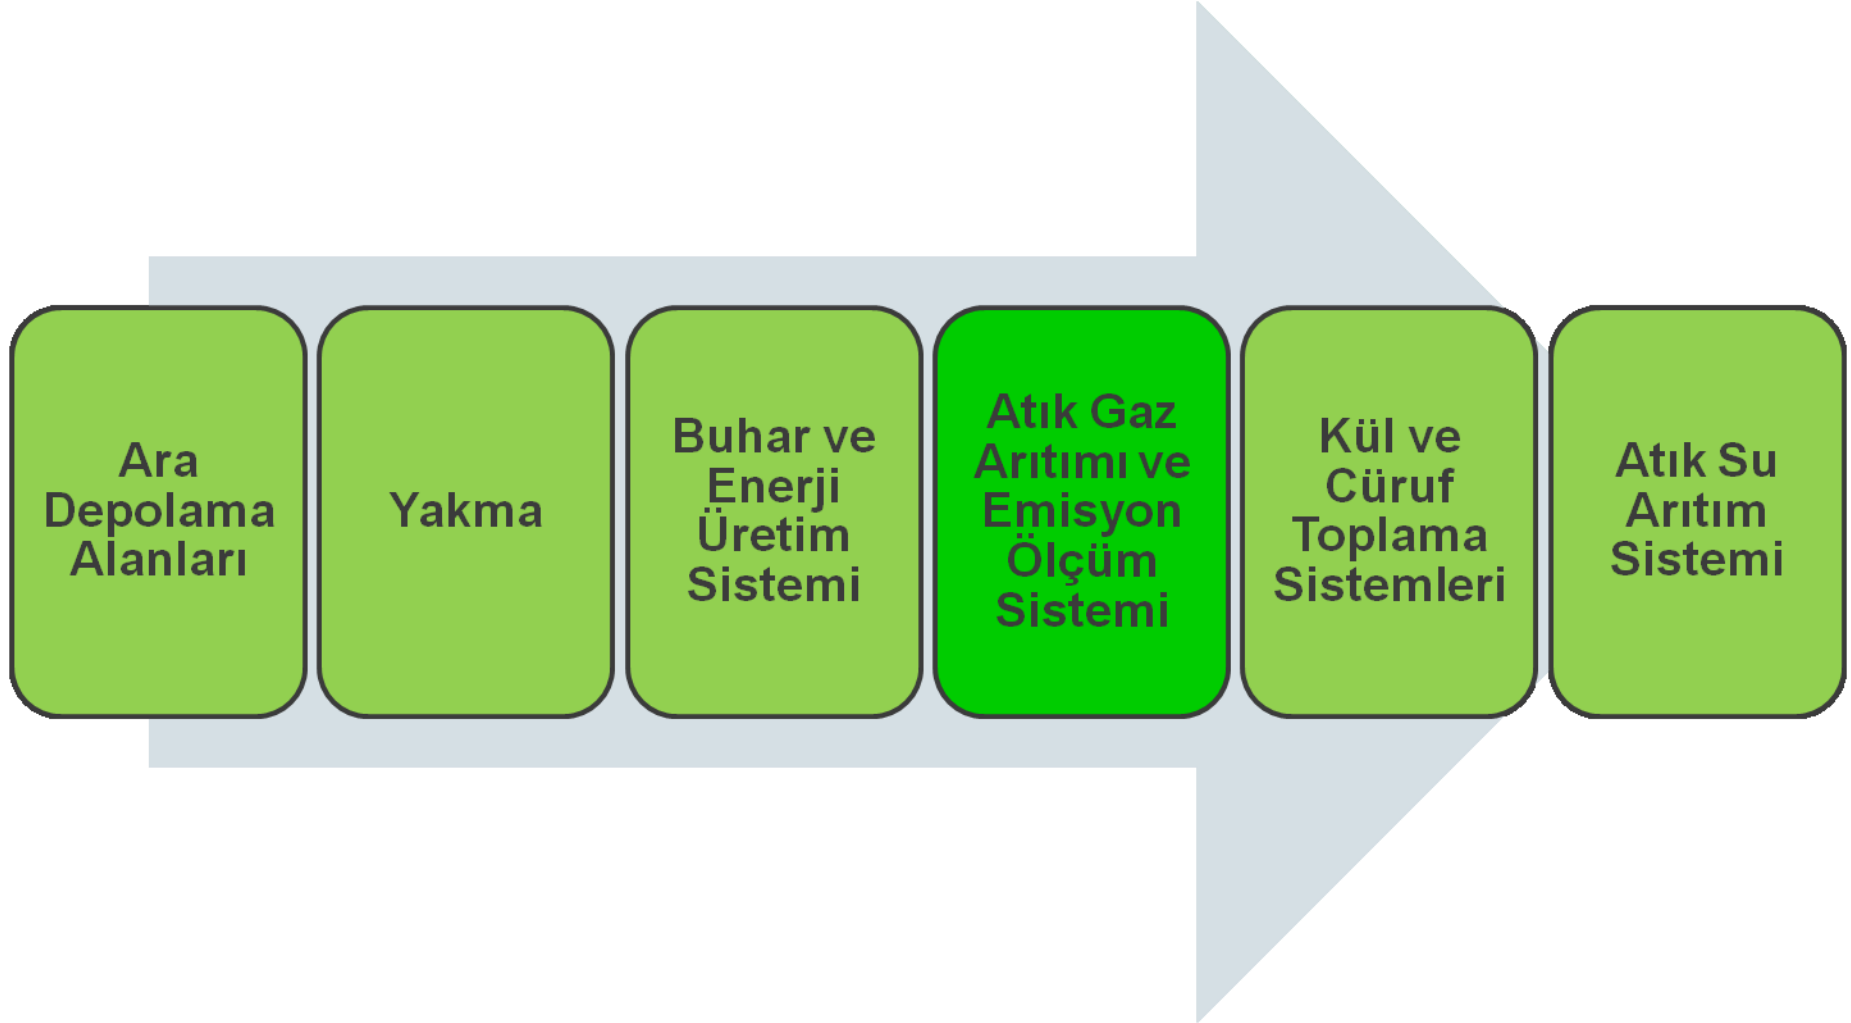 Ara
Depolama
Alanları
Yakma
Buhar ve
Enerji
Üretim
Sistemi
Atık Gaz
Arıtımı ve
Emisyon
Ölçüm
Sistemi
Kül ve
Cüruf
Toplama
Sistemleri
Atık Su
Arıtım
Sistemi